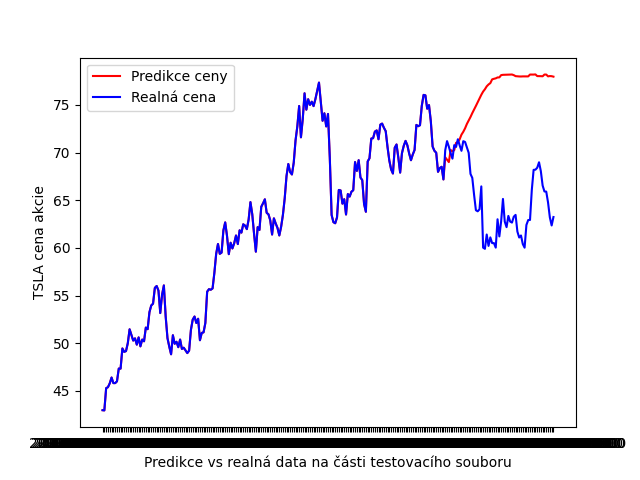 Predikce ceny
Realná cena
75
70
65
60
55
50
45
TSLA cena akcie
Predikce vs realná data na části testovacího souboru